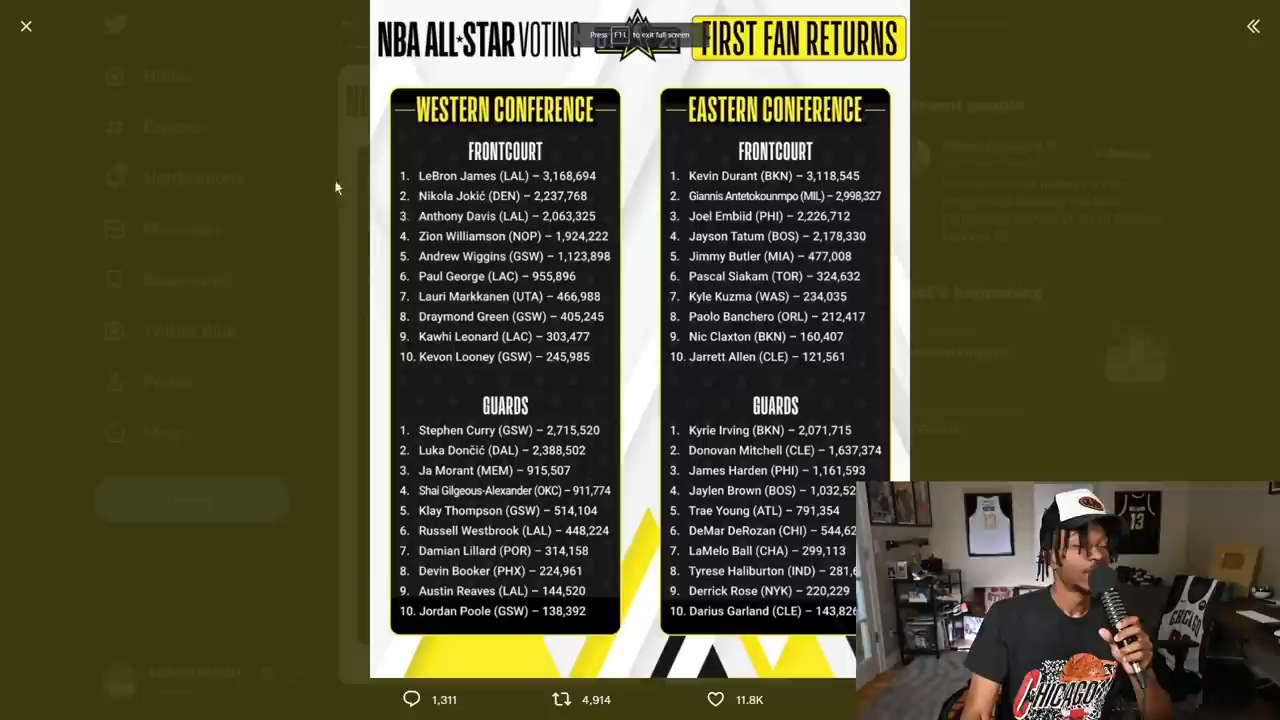 NBA ALL★STAR VOTING
Press F11 to exit full screen
FIRST FAN RETURNS
WESTERN CONFERENCE
FRONTCOURT
1. LeBron James (LAL) – 3,168,694
2. Nikola Jokić (DEN) – 2,237,768
3. Anthony Davis (LAL) – 2,063,325
4. Zion Williamson (NOP) – 1,924,222
5. Andrew Wiggins (GSW) – 1,123,898
6. Paul George (LAC) – 955,896
7. Lauri Markkanen (UTA) – 466,988
8. Draymond Green (GSW) – 405,245
9. Kawhi Leonard (LAC) – 303,477
10. Kevon Looney (GSW) – 245,985
GUARDS
1. Stephen Curry (GSW) – 2,715,520
2. Luka Dončić (DAL) – 2,388,502
3. Ja Morant (MEM) – 915,507
4. Shai Gilgeous-Alexander (OKC) – 911,774
5. Klay Thompson (GSW) – 514,104
6. Russell Westbrook (LAL) – 448,224
7. Damian Lillard (POR) – 314,158
8. Devin Booker (PHX) – 224,961
9. Austin Reaves (LAL) – 144,520
10. Jordan Poole (GSW) – 138,392
EASTERN CONFERENCE
FRONTCOURT
1. Kevin Durant (BKN) – 3,118,545
2. Giannis Antetokounmpo (MIL) – 2,998,327
3. Joel Embiid (PHI) – 2,226,712
4. Jayson Tatum (BOS) – 2,178,330
5. Jimmy Butler (MIA) – 477,008
6. Pascal Siakam (TOR) – 324,632
7. Kyle Kuzma (WAS) – 234,035
8. Paolo Banchero (ORL) – 212,417
9. Nic Claxton (BKN) – 160,407
10. Jarrett Allen (CLE) – 121,561
GUARDS
1. Kyrie Irving (BKN) – 2,071,715
2. Donovan Mitchell (CLE) – 1,637,374
3. James Harden (PHI) – 1,161,593
4. Jaylen Brown (BOS) – 1,032,52
5. Trae Young (ATL) – 791,354
6. DeMar DeRozan (CHI) – 544,62
7. LaMelo Ball (CHA) – 299,113
8. Tyrese Haliburton (IND) – 281,6
9. Derrick Rose (NYK) – 220,229
10. Darius Garland (CLE) – 143,826
1,311
4,914
11.8K
13
CHICAGO
CHICAGO